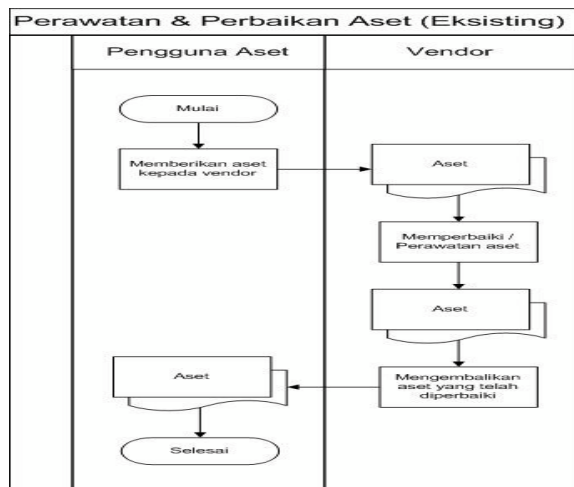 Perawatan & Perbaikan Aset (Eksisting)
Pengguna Aset
Vendor
Mulai
Memberikan aset
kepada vendor
Aset
Memperbaiki /
Perawatan aset
Aset
Mengembalikan
aset yang telah
diperbaiki
Aset
Selesai